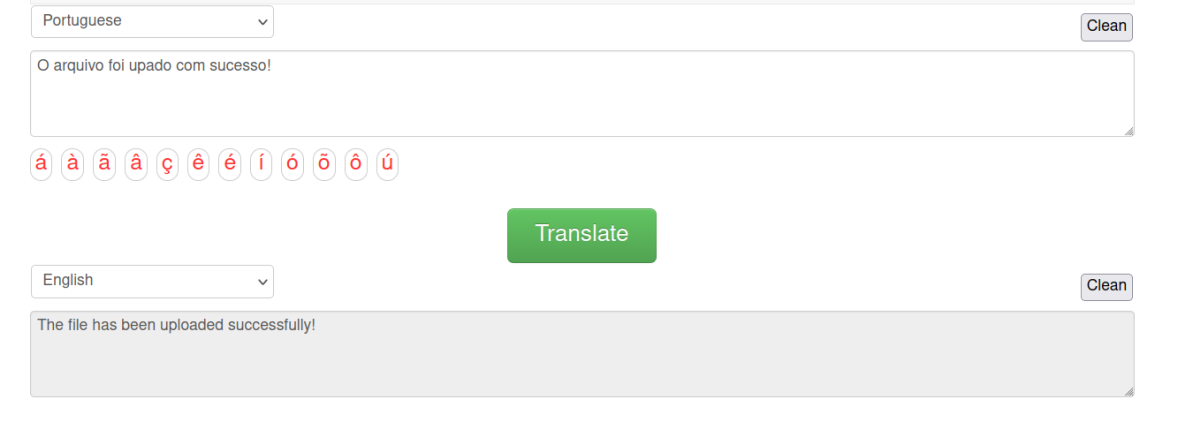 Portuguese
Clean
O arquivo foi upado com sucesso!
á à ã â ç ê é í ó õ ô ú
Translate
English
Clean
The file has been uploaded successfully!